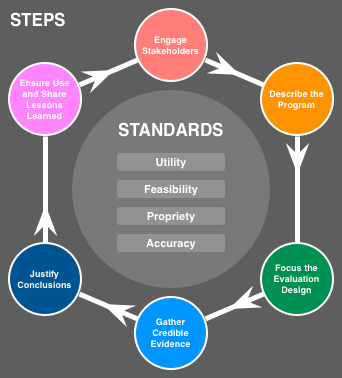 STEPS
Engage
Stakeholders
Describe the
Program
Focus the
Evaluation
Design
Gather
Credible
Evidence
Justify
Conclusions
Ensure Use
and Share
Lessons
Learned
STANDARDS
Utility
Feasibility
Propriety
Accuracy